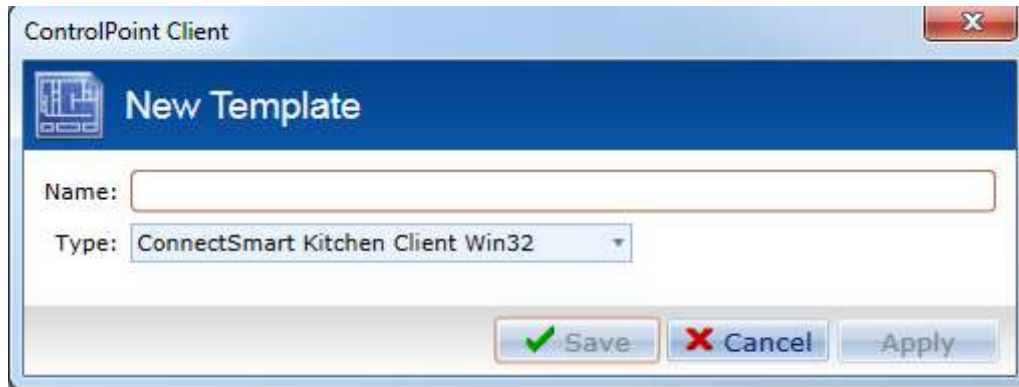 ControlPoint Client
New Template
Name:
Type: ConnectSmart Kitchen Client Win32
Save Cancel Apply